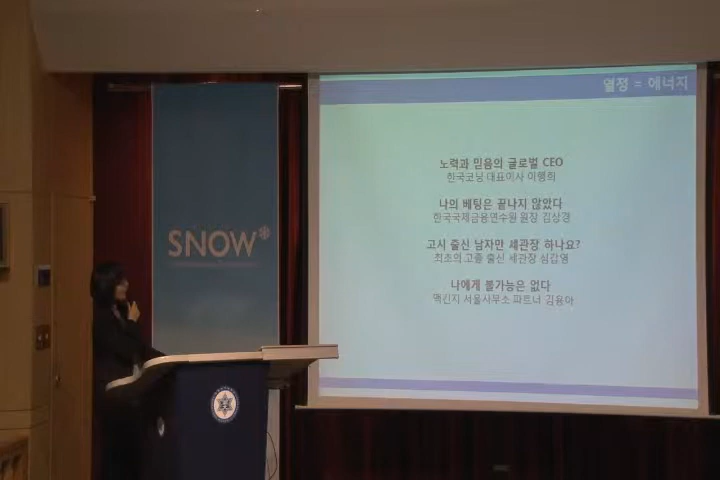 SNOW
열정 = 에너지
노력과 믿음의 글로벌 CEO
한국코닝 대표이사 이행희
나의 베팅은 끝나지 않았다
한국국제금융연수원 원장 김상경
고시 출신 남자만 세관장 하나요?
최초의 고졸 출신 세관장 심갑영
나에게 불가능은 없다
맥킨지 서울사무소 파트너 김용아